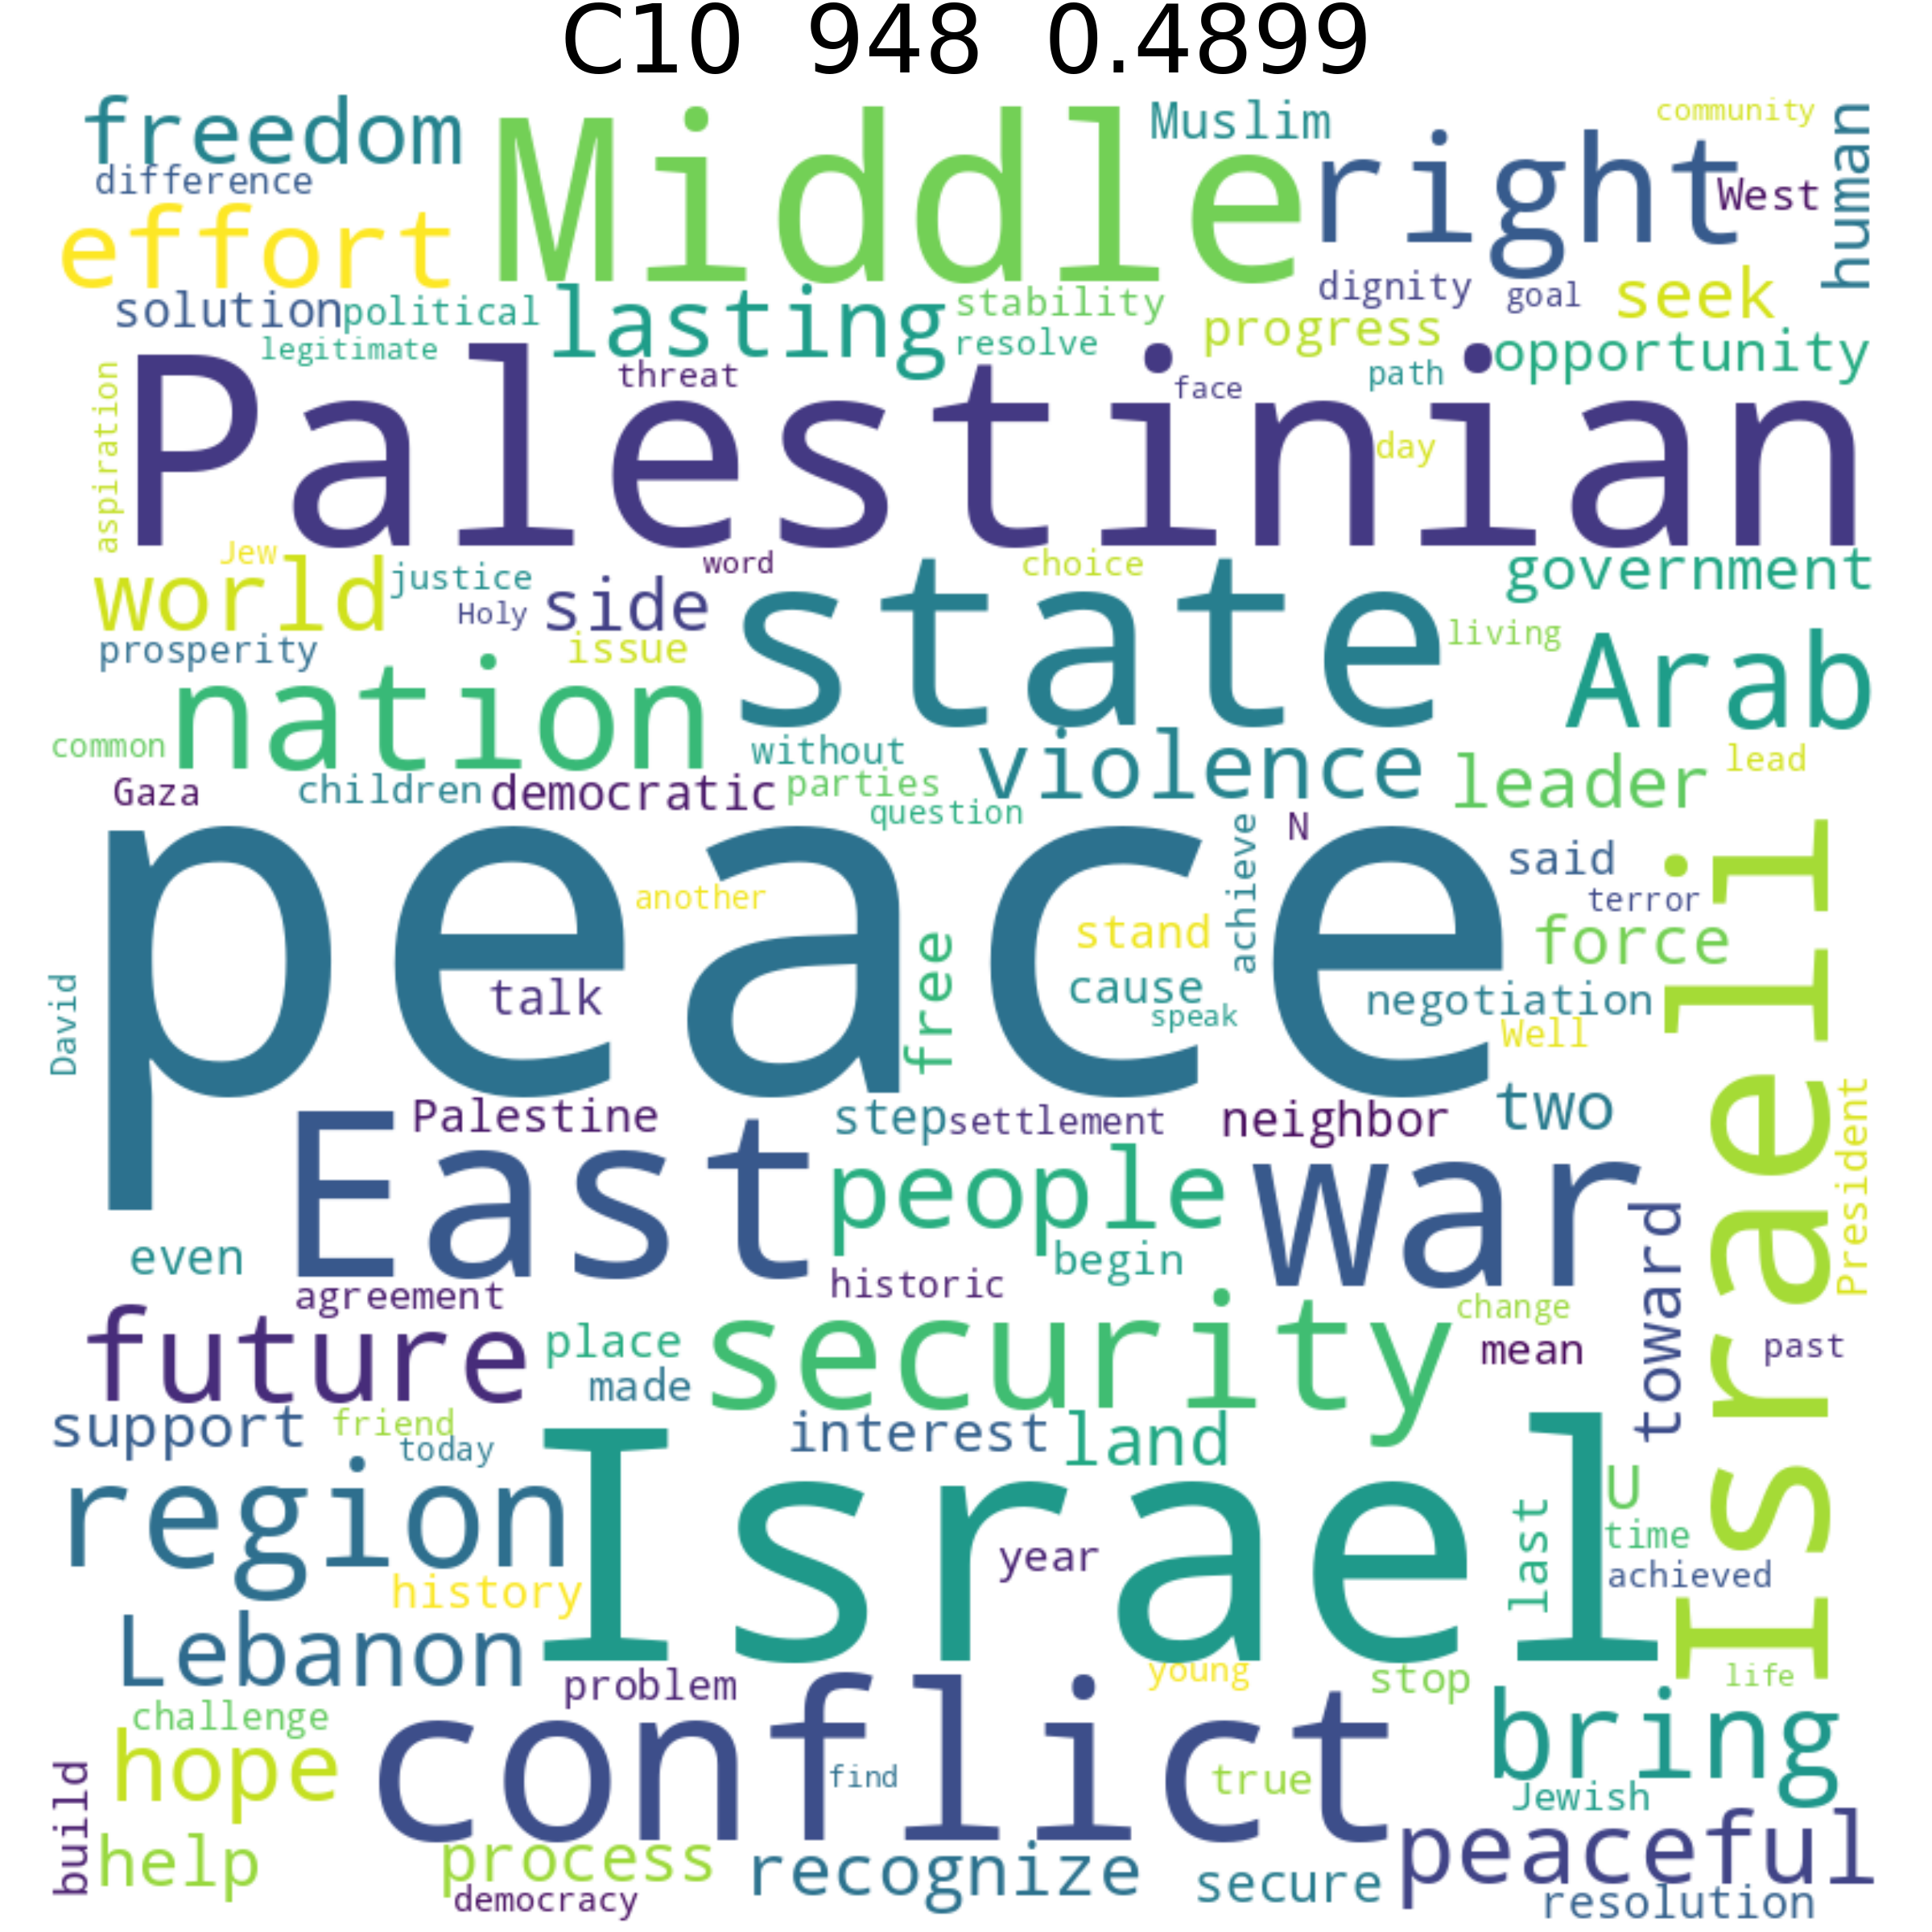 C10 948 0.4899
freedom
Middle
Muslim
community
human
difference
right
West
effort
dignity
goal
seek
solution
political
lasting
stability
progress
legitimate
resolve
opportunity
aspiration
threat
face
path
Palestinian
day
Jew
word
choice
government
world
justice
Holy
side
state
living
prosperity
issue
nation
Arab
common
without
violence
leader
lead
Gaza
children
democratic
parties
question
peace
achieve
N
said
another
terror
stand
force
Israeli
David
talk
free
cause
speak
negotiation
Well
Palestine
step
settlement
neighbor
two
President
East
people
war
toward
even
begin
agreement
historic
change
future
place
security
mean
past
made
support
friend
today
interest
land
region
Israel
last
U
time
year
achieved
history
Lebanon
problem
young
stop
life
challenge
conflict
bring
build
hope
find
true
Jewish
help
process
recognize
secure
peaceful
democracy
resolution